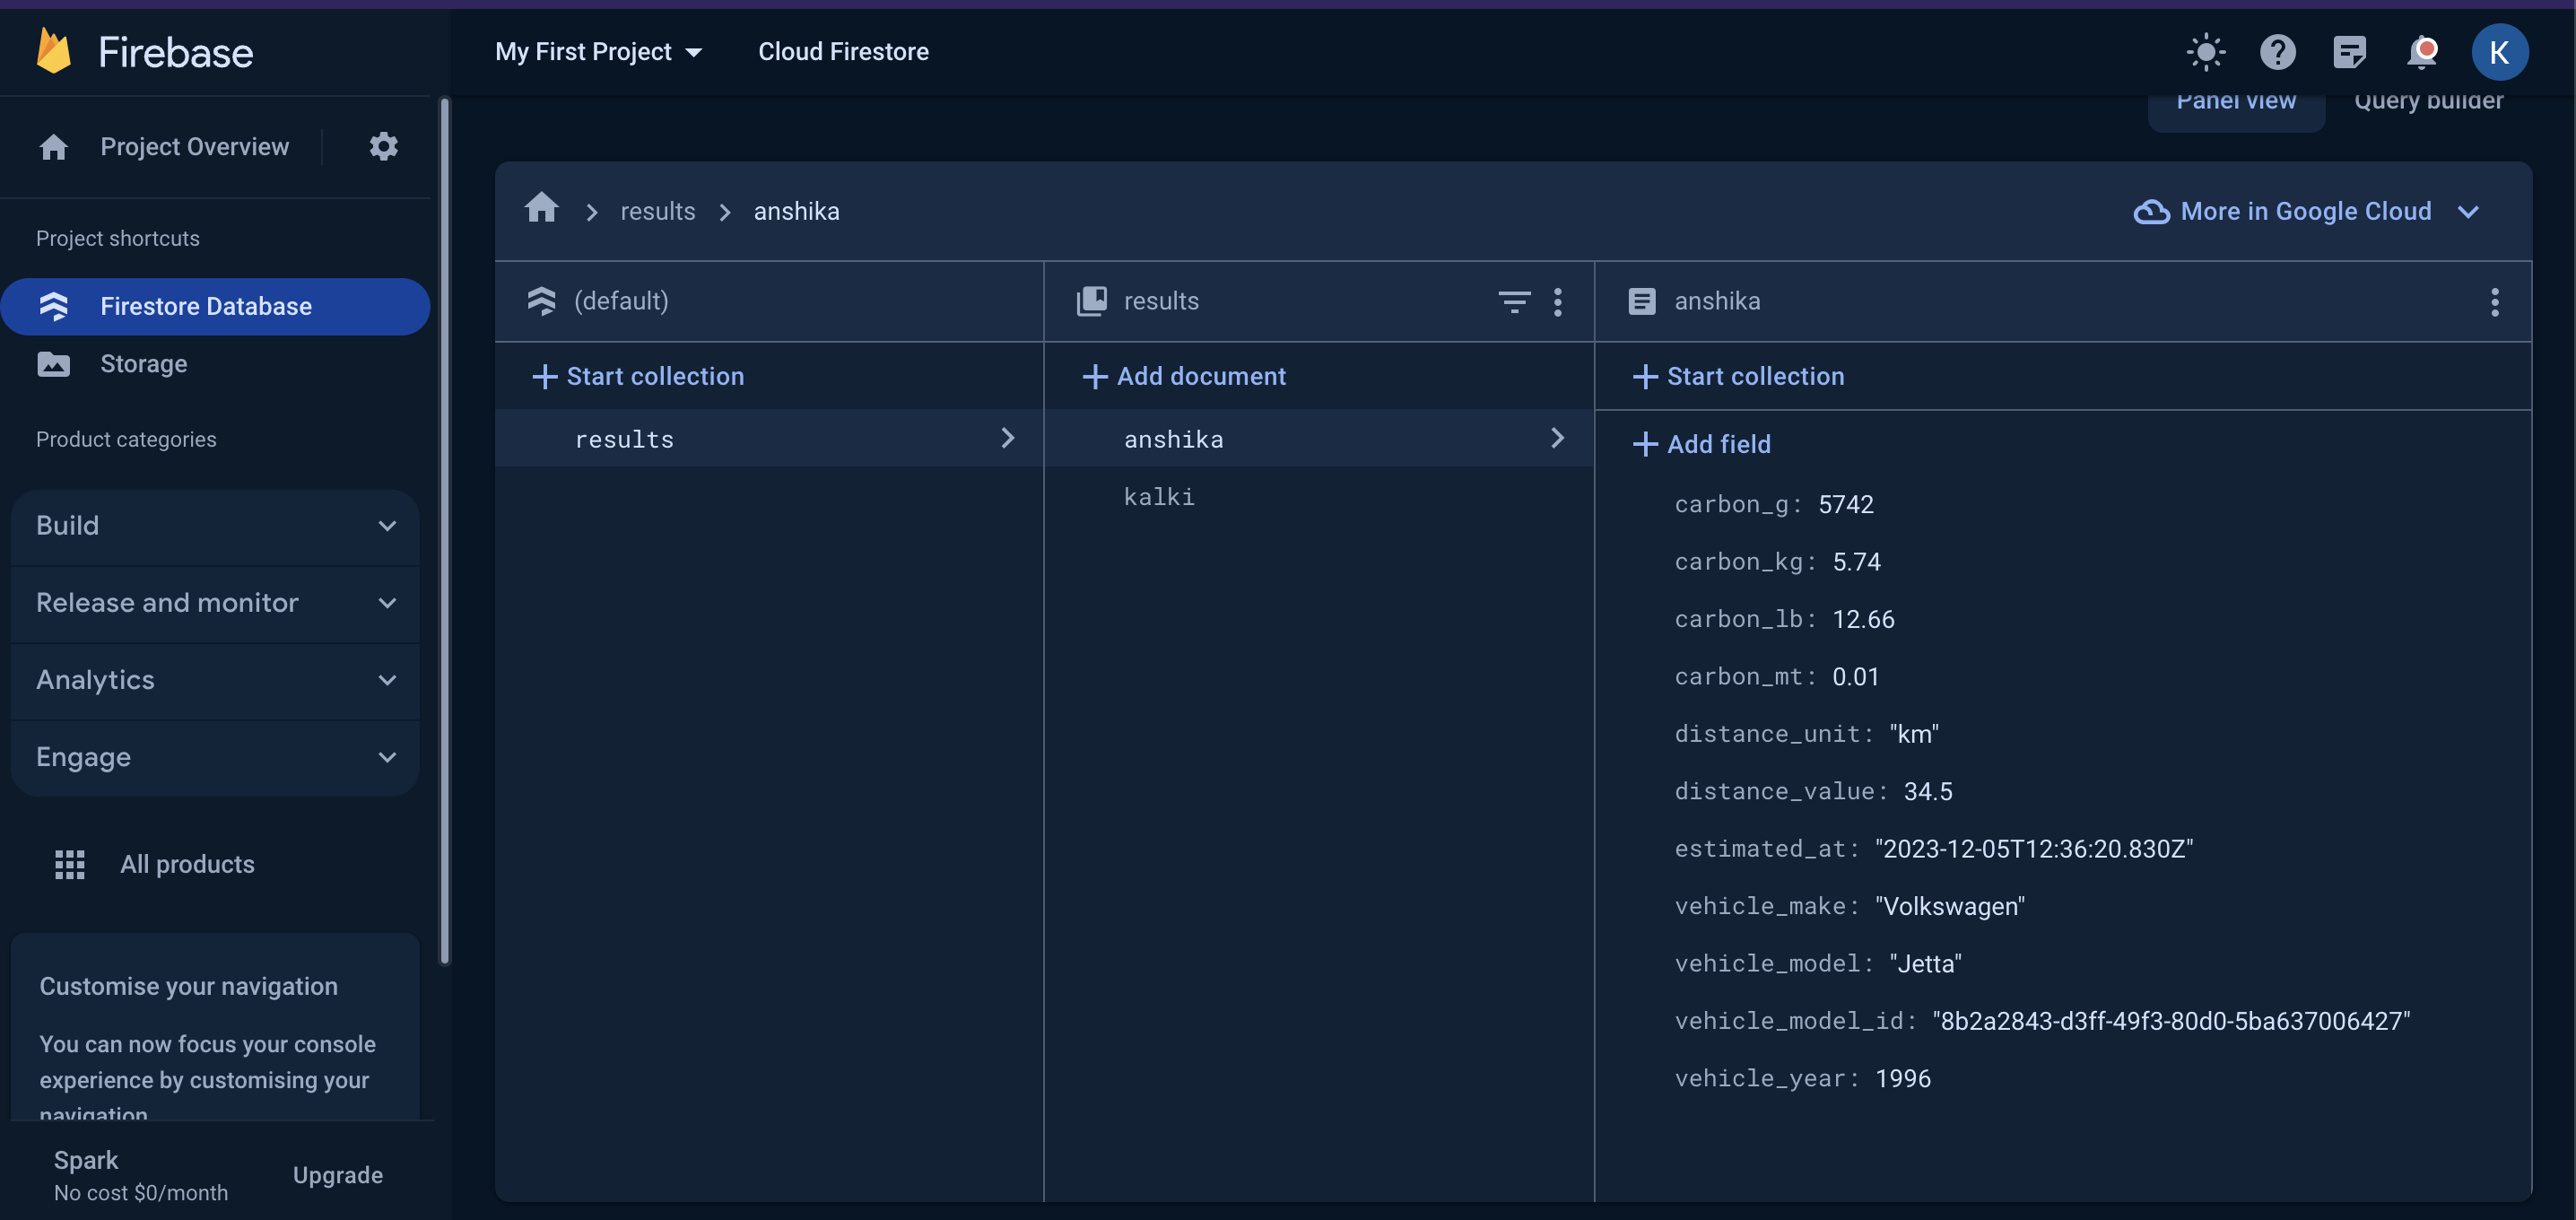 Firebase
My First Project
Cloud Firestore
K
Project Overview
Panel view
Query builder
Project shortcuts
Firestore Database
Storage
Product categories
Build
Release and monitor
Analytics
Engage
All products
Customise your navigation
You can now focus your console
experience by customising your
navigation
Spark
No cost $0/month
Upgrade
results
anshika
More in Google Cloud
(default)
Start collection
results
results
Add document
anshika
kalki
anshika
Start collection
Add field
carbon_g: 5742
carbon_kg: 5.74
carbon_lb: 12.66
carbon_mt: 0.01
distance_unit: "km"
distance_value: 34.5
estimated_at: "2023-12-05T12:36:20.830Z"
vehicle_make: "Volkswagen"
vehicle_model: "Jetta"
vehicle_model_id: "8b2a2843-d3ff-49f3-80d0-5ba637006427"
vehicle_year: 1996